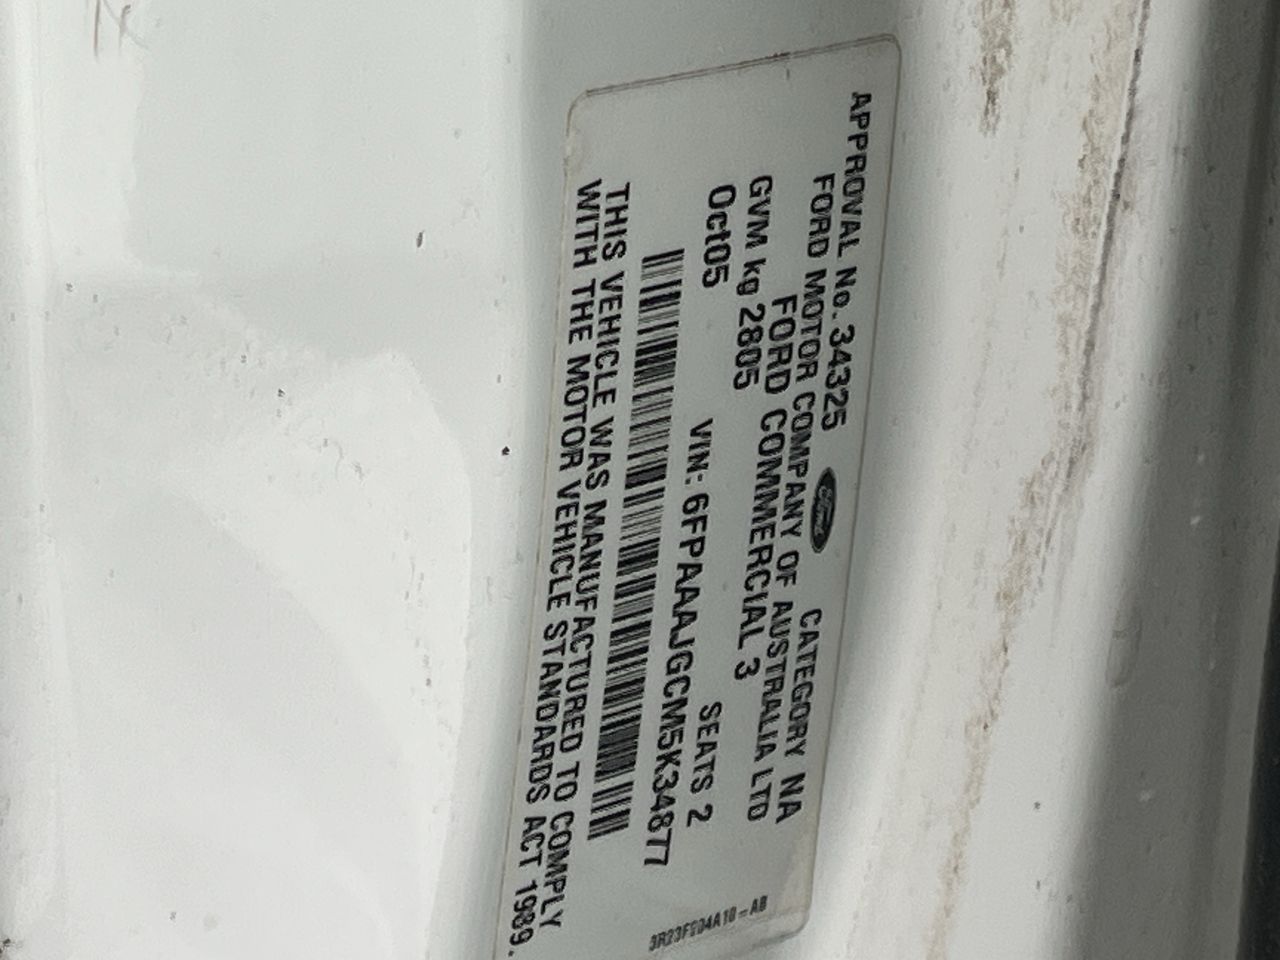 APPROVAL No. 34325 Ford CATEGORY NA
FORD MOTOR COMPANY OF AUSTRALIA LTD
FORD COMMERCIAL 3
GVM kg 2805 SEATS 2
Oct05 VIN: 6FPAAAJGCM5K34877
THIS VEHICLE WAS MANUFACTURED TO COMPLY
WITH THE MOTOR VEHICLE STANDARDS ACT 1989.